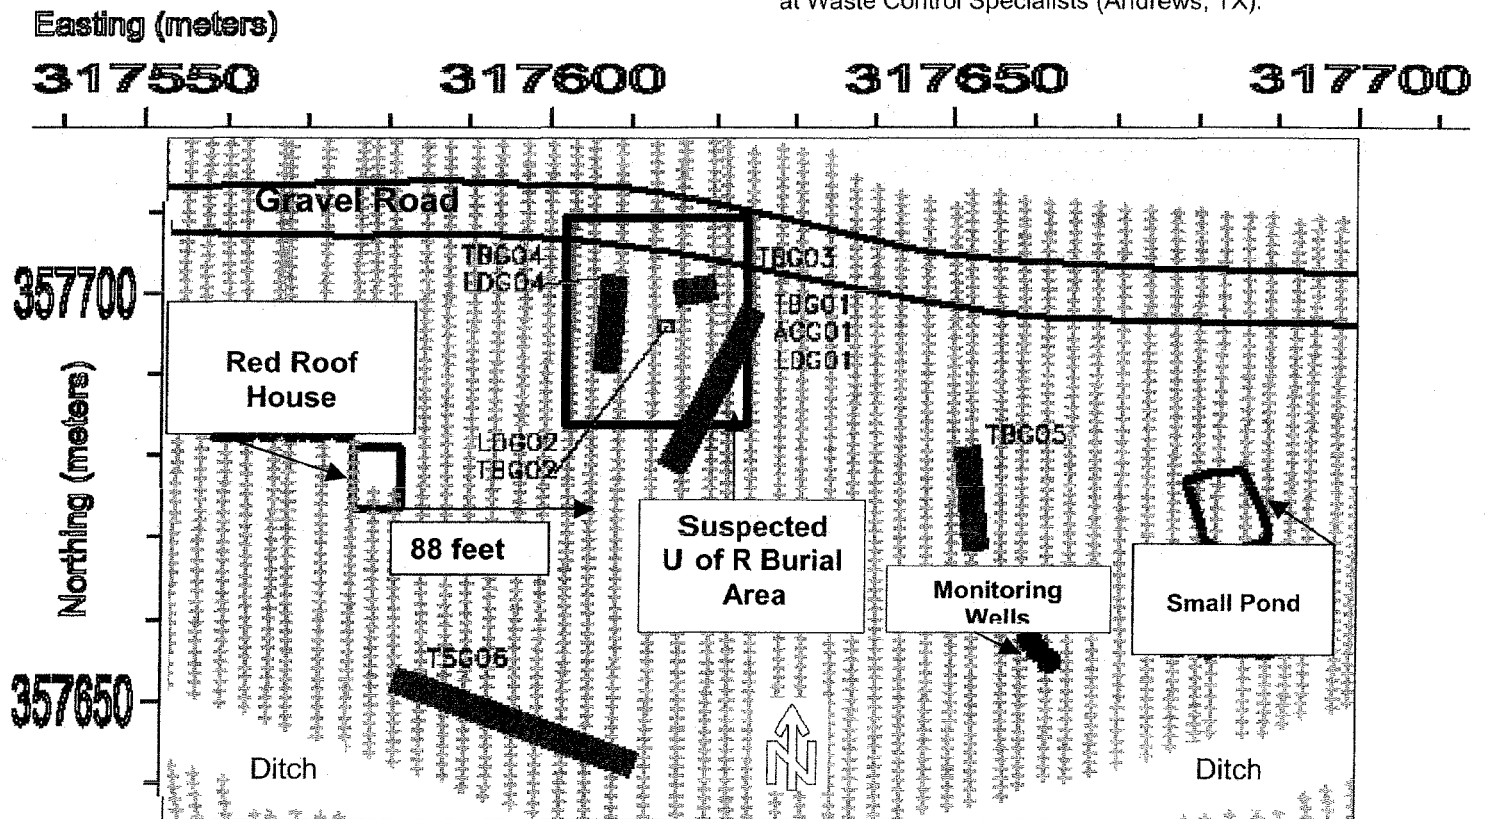 at Waste Control Specialists (Andrews, TX).
Easting (meters)
317550 317600 317650 317700
Gravel Road
TBG04
LDG04
TBG03
357700
TBG01
ACG01
LDG01
Red Roof
House
Northing (meters)
LDG02
TBG02
TBG05
88 feet
Suspected
U of R Burial
Area
Monitoring
Wells
Small Pond
TSG06
357650
N
Ditch
Ditch